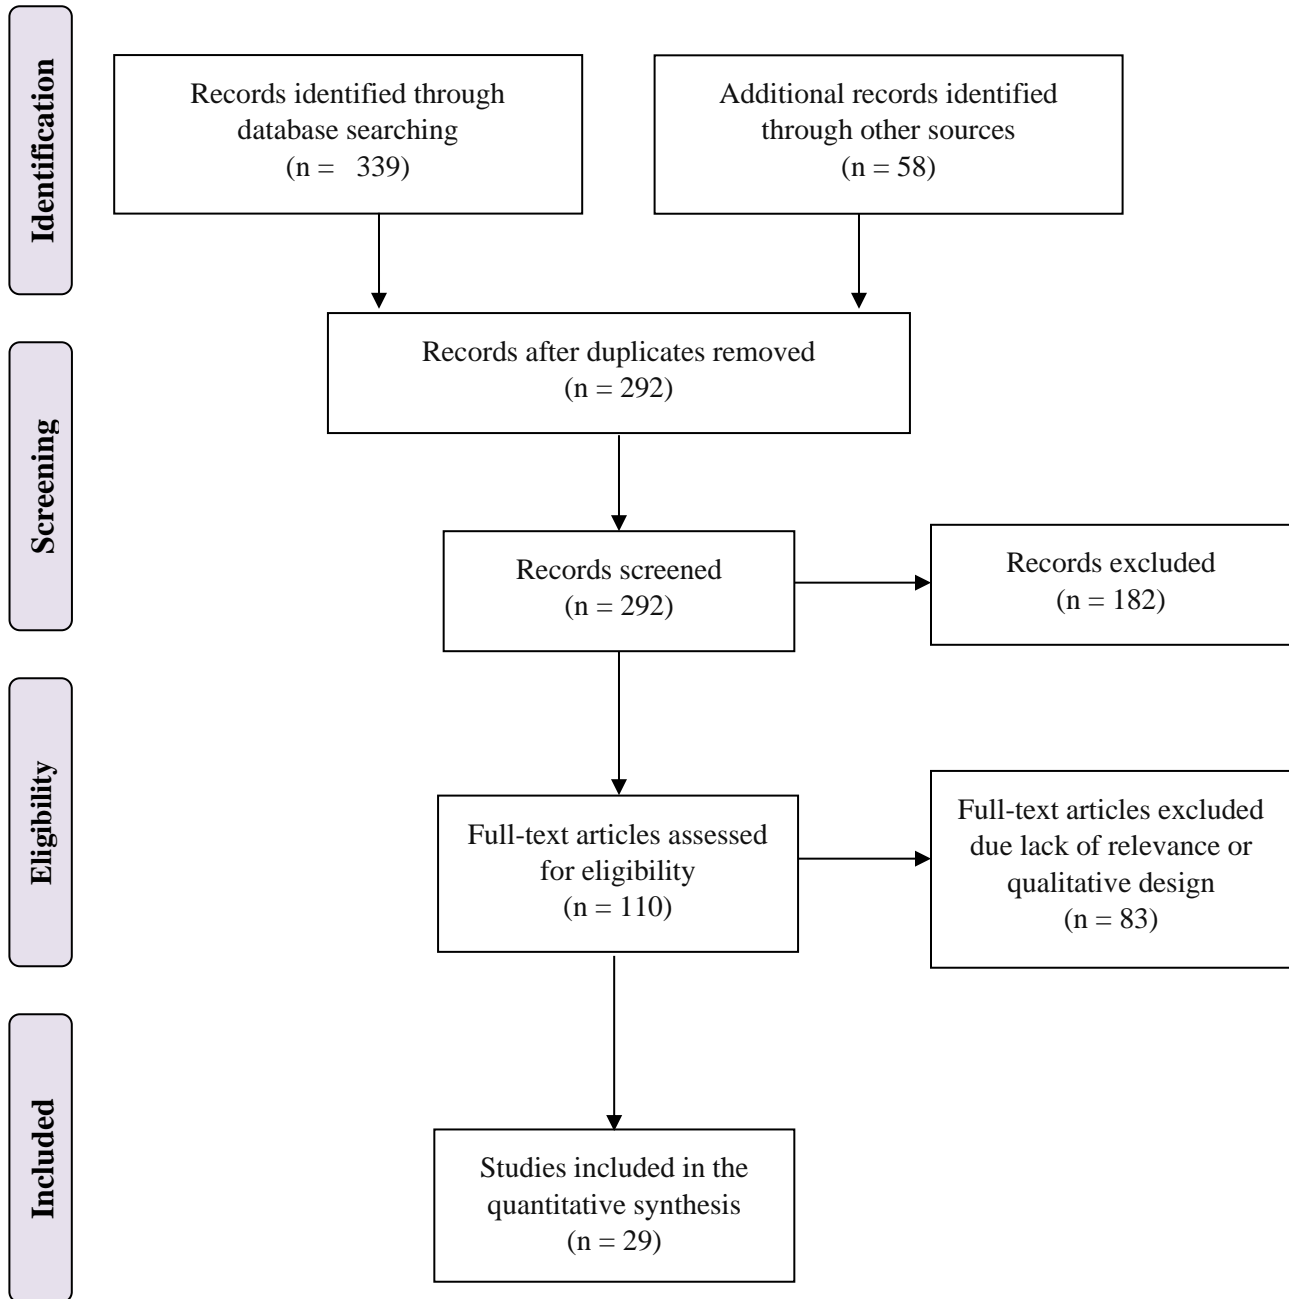 Identification
Records identified through
database searching
(n =   339)
Additional records identified
through other sources
(n = 58)
Records after duplicates removed
(n = 292)
Screening
Records screened
(n = 292)
Records excluded
(n = 182)
Eligibility
Full-text articles assessed
for eligibility
(n = 110)
Full-text articles excluded
due lack of relevance or
qualitative design
(n = 83)
Included
Studies included in the
quantitative synthesis
(n = 29)